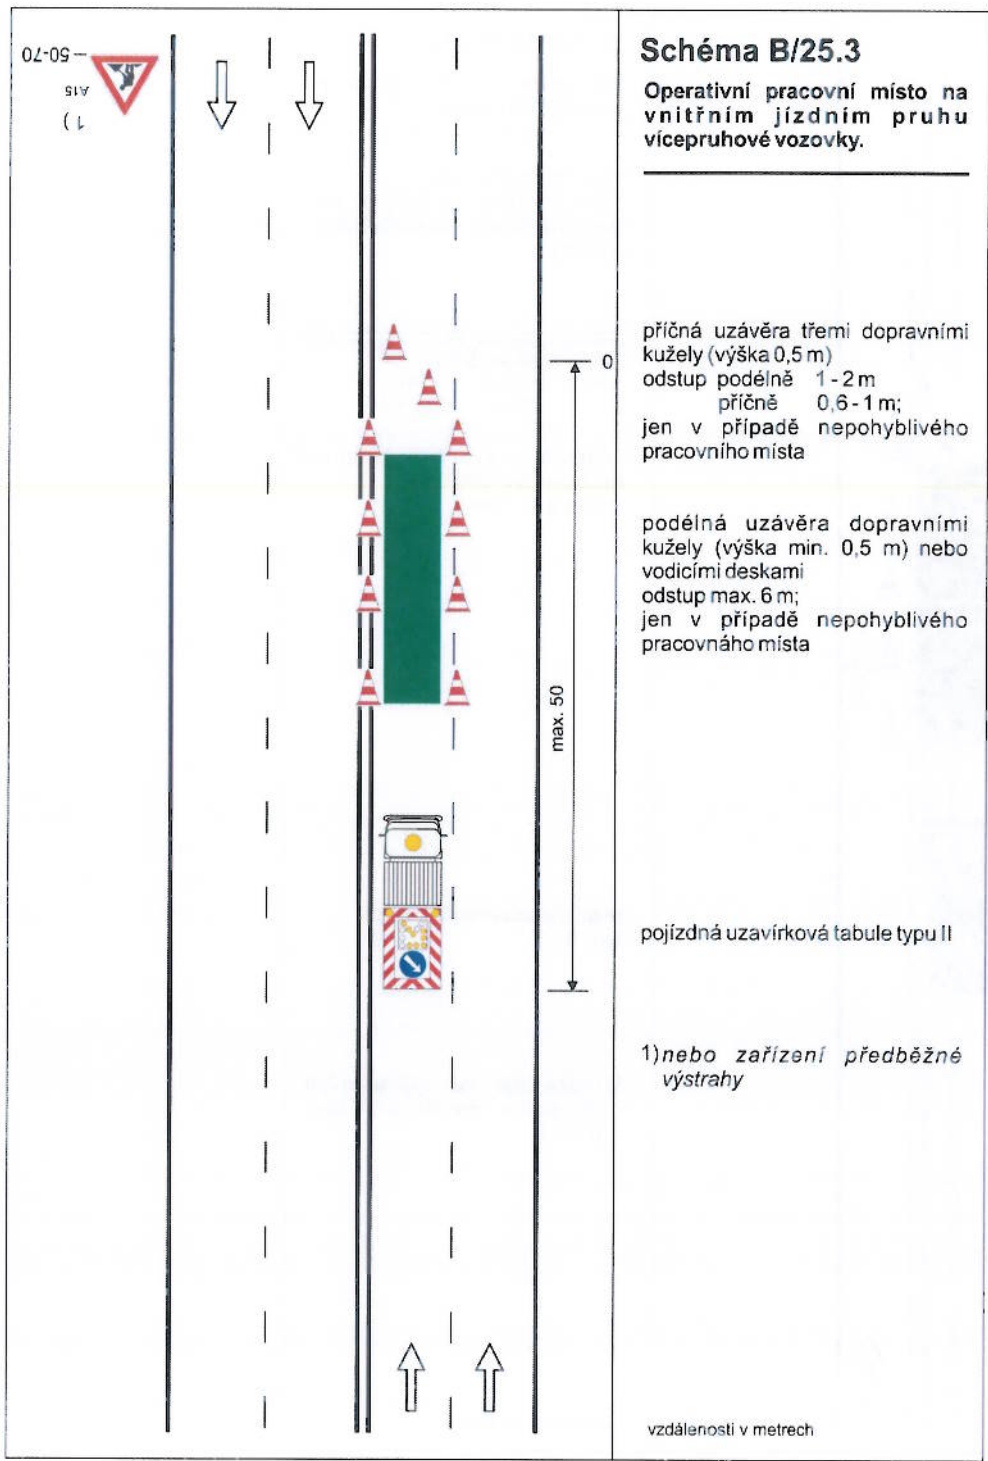 50-70
A15
1)
Schéma B/25.3
Operativní pracovní místo na
vnitřním jízdním pruhu
vícepruhové vozovky.
příčná uzávěra třemi dopravními
kužely (výška 0,5 m)
odstup podélně 1 - 2 m
příčně 0,6 - 1 m;
jen v případě nepohyblivého
pracovního místa
0
podélná uzávěra dopravními
kužely (výška min. 0,5 m) nebo
vodicími deskami
odstup max. 6 m;
jen v případě nepohyblivého
pracovnáho místa
max. 50
pojízdná uzavírková tabule typu II
1) nebo zařízení předběžné
výstrahy
vzdálenosti v metrech